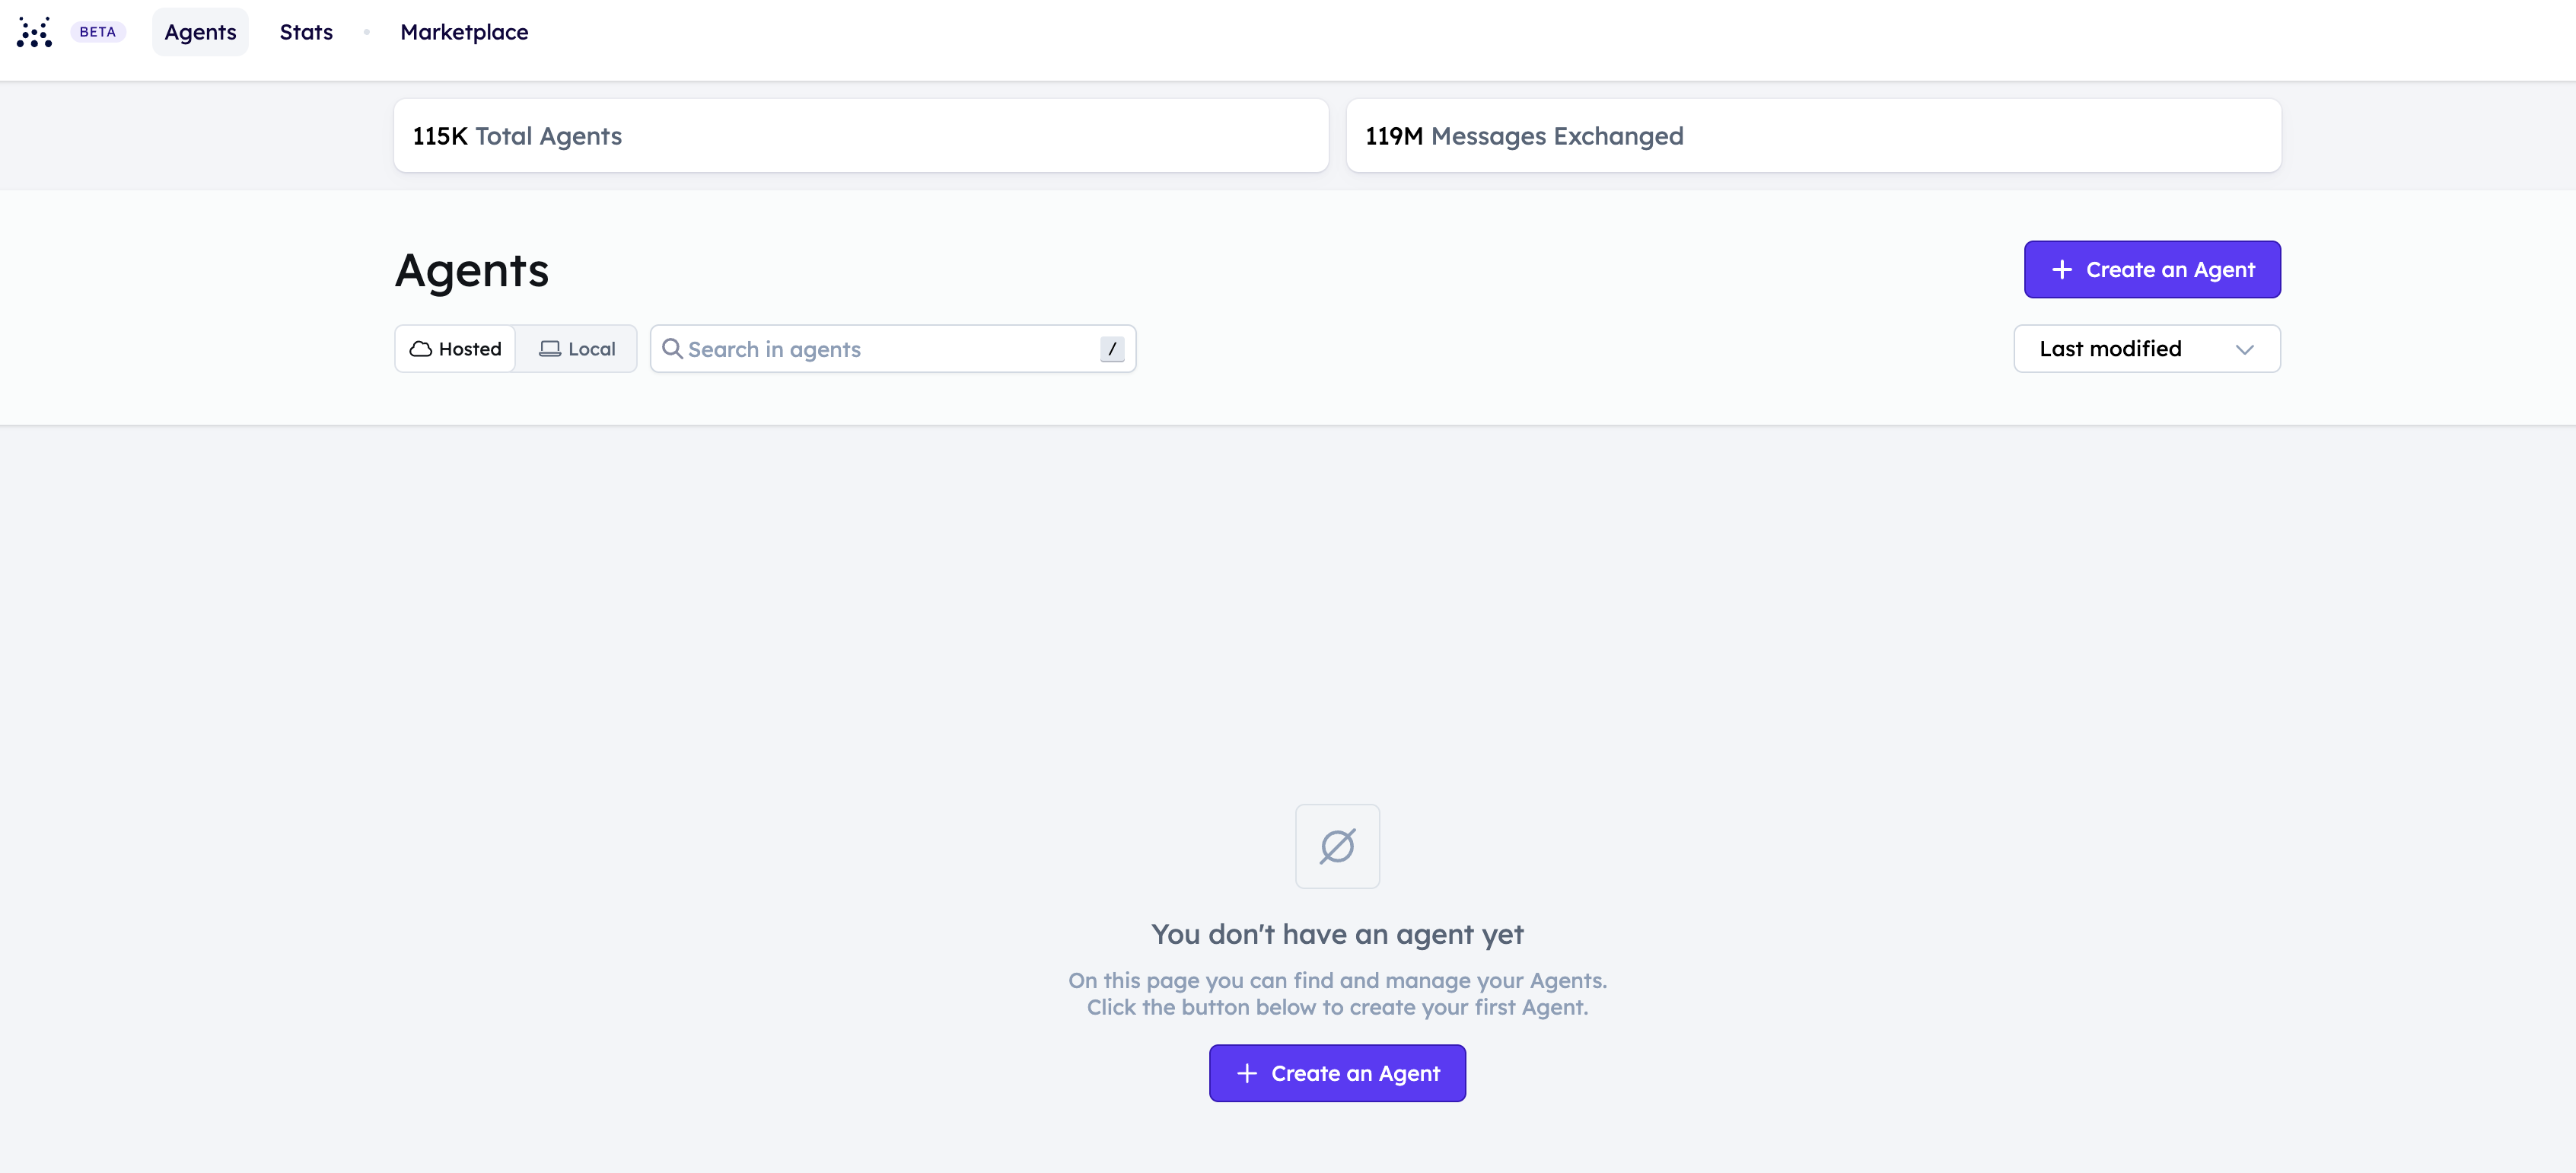 BETA
Agents
Stats
Marketplace
115K Total Agents
119M Messages Exchanged
Agents
+ Create an Agent
Hosted
Local
Search in agents
/
Last modified
You don't have an agent yet
On this page you can find and manage your Agents.
Click the button below to create your first Agent.
+ Create an Agent